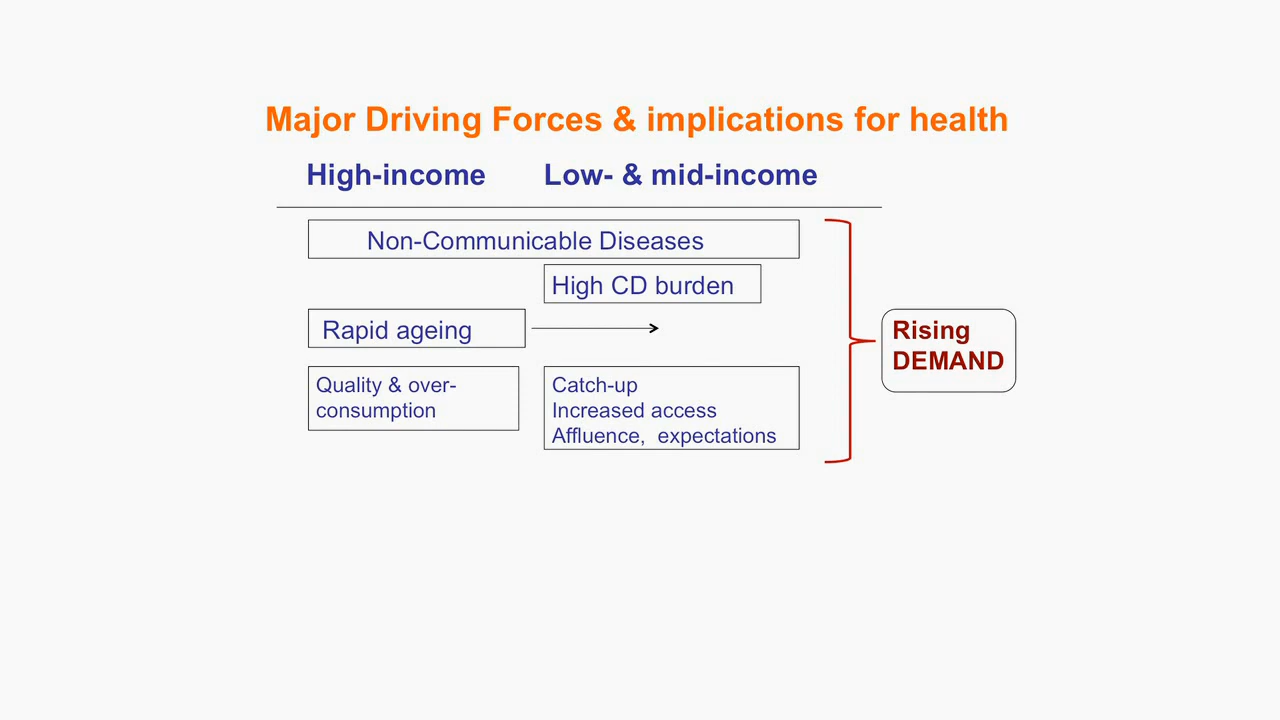 Major Driving Forces & implications for health
High-income
Low- & mid-income
Non-Communicable Diseases
High CD burden
Rapid ageing
Quality & over-
consumption
Catch-up
Increased access
Affluence, expectations
Rising
DEMAND